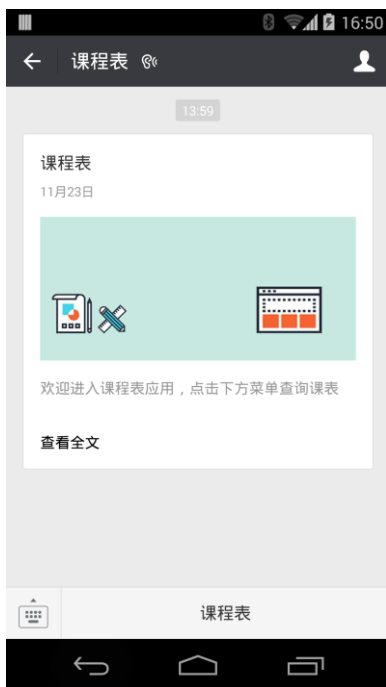 16:50
课程表
13:59
课程表
11月23日
欢迎进入课程表应用，点击下方菜单查询课表
查看全文
课程表